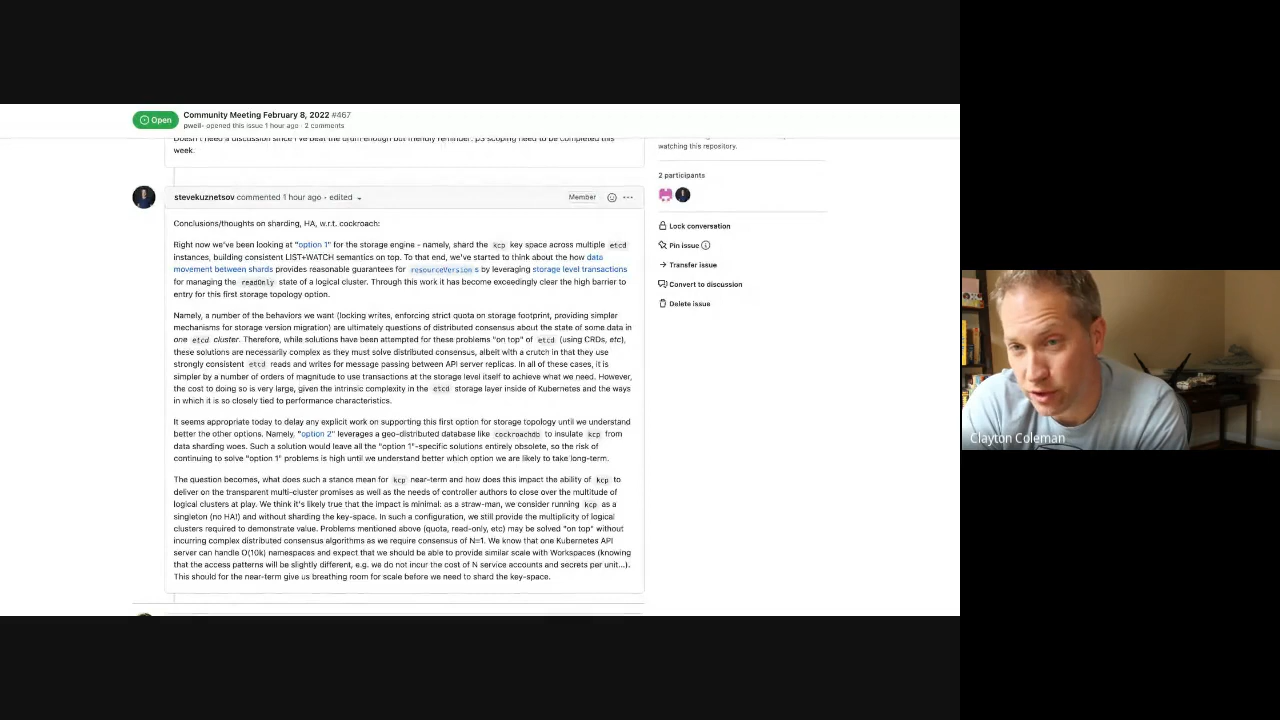 Open
Community Meeting February 8, 2022 #467
pweil- opened this issue 1 hour ago · 2 comments
Doesn't need a discussion since I've beat the drum enough but friendly reminder: p3 scoping need to be completed this
week.
watching this repository.
2 participants
stevekuznetsov commented 1 hour ago · edited
Member
Lock conversation
Pin issue
Transfer issue
Convert to discussion
Delete issue
Conclusions/thoughts on sharding, HA, w.r.t. cockroach:
Right now we've been looking at "option 1" for the storage engine - namely, shard the kcp key space across multiple etcd
instances, building consistent LIST+WATCH semantics on top. To that end, we've started to think about the how data
movement between shards provides reasonable guarantees for resourceVersion s by leveraging storage level transactions
for managing the readOnly state of a logical cluster. Through this work it has become exceedingly clear the high barrier to
entry for this first storage topology option.
Namely, a number of the behaviors we want (locking writes, enforcing strict quota on storage footprint, providing simpler
mechanisms for storage version migration) are ultimately questions of distributed consensus about the state of some data in
one etcd cluster. Therefore, while solutions have been attempted for these problems "on top" of etcd (using CRDs, etc),
these solutions are necessarily complex as they must solve distributed consensus, albeit with a crutch in that they use
strongly consistent etcd reads and writes for message passing between API server replicas. In all of these cases, it is
simpler by a number of orders of magnitude to use transactions at the storage level itself to achieve what we need. However,
the cost to doing so is very large, given the intrinsic complexity in the etcd storage layer inside of Kubernetes and the ways
in which it is so closely tied to performance characteristics.
It seems appropriate today to delay any explicit work on supporting this first option for storage topology until we understand
better the other options. Namely, "option 2" leverages a geo-distributed database like cockroachdb to insulate kcp from
data sharding woes. Such a solution would leave all the "option 1"-specific solutions entirely obsolete, so the risk of
continuing to solve "option 1" problems is high until we understand better which option we are likely to take long-term.
The question becomes, what does such a stance mean for kcp near-term and how does this impact the ability of kcp to
deliver on the transparent multi-cluster promises as well as the needs of controller authors to close over the multitude of
logical clusters at play. We think it's likely true that the impact is minimal: as a straw-man, we consider running kcp as a
singleton (no HA!) and without sharding the key-space. In such a configuration, we still provide the multiplicity of logical
clusters required to demonstrate value. Problems mentioned above (quota, read-only, etc) may be solved "on top" without
incurring complex distributed consensus algorithms as we require consensus of N=1. We know that one Kubernetes API
server can handle O(10k) namespaces and expect that we should be able to provide similar scale with Workspaces (knowing
that the access patterns will be slightly different, e.g. we do not incur the cost of N service accounts and secrets per unit...).
This should for the near-term give us breathing room for scale before we need to shard the key-space.
Clayton Coleman